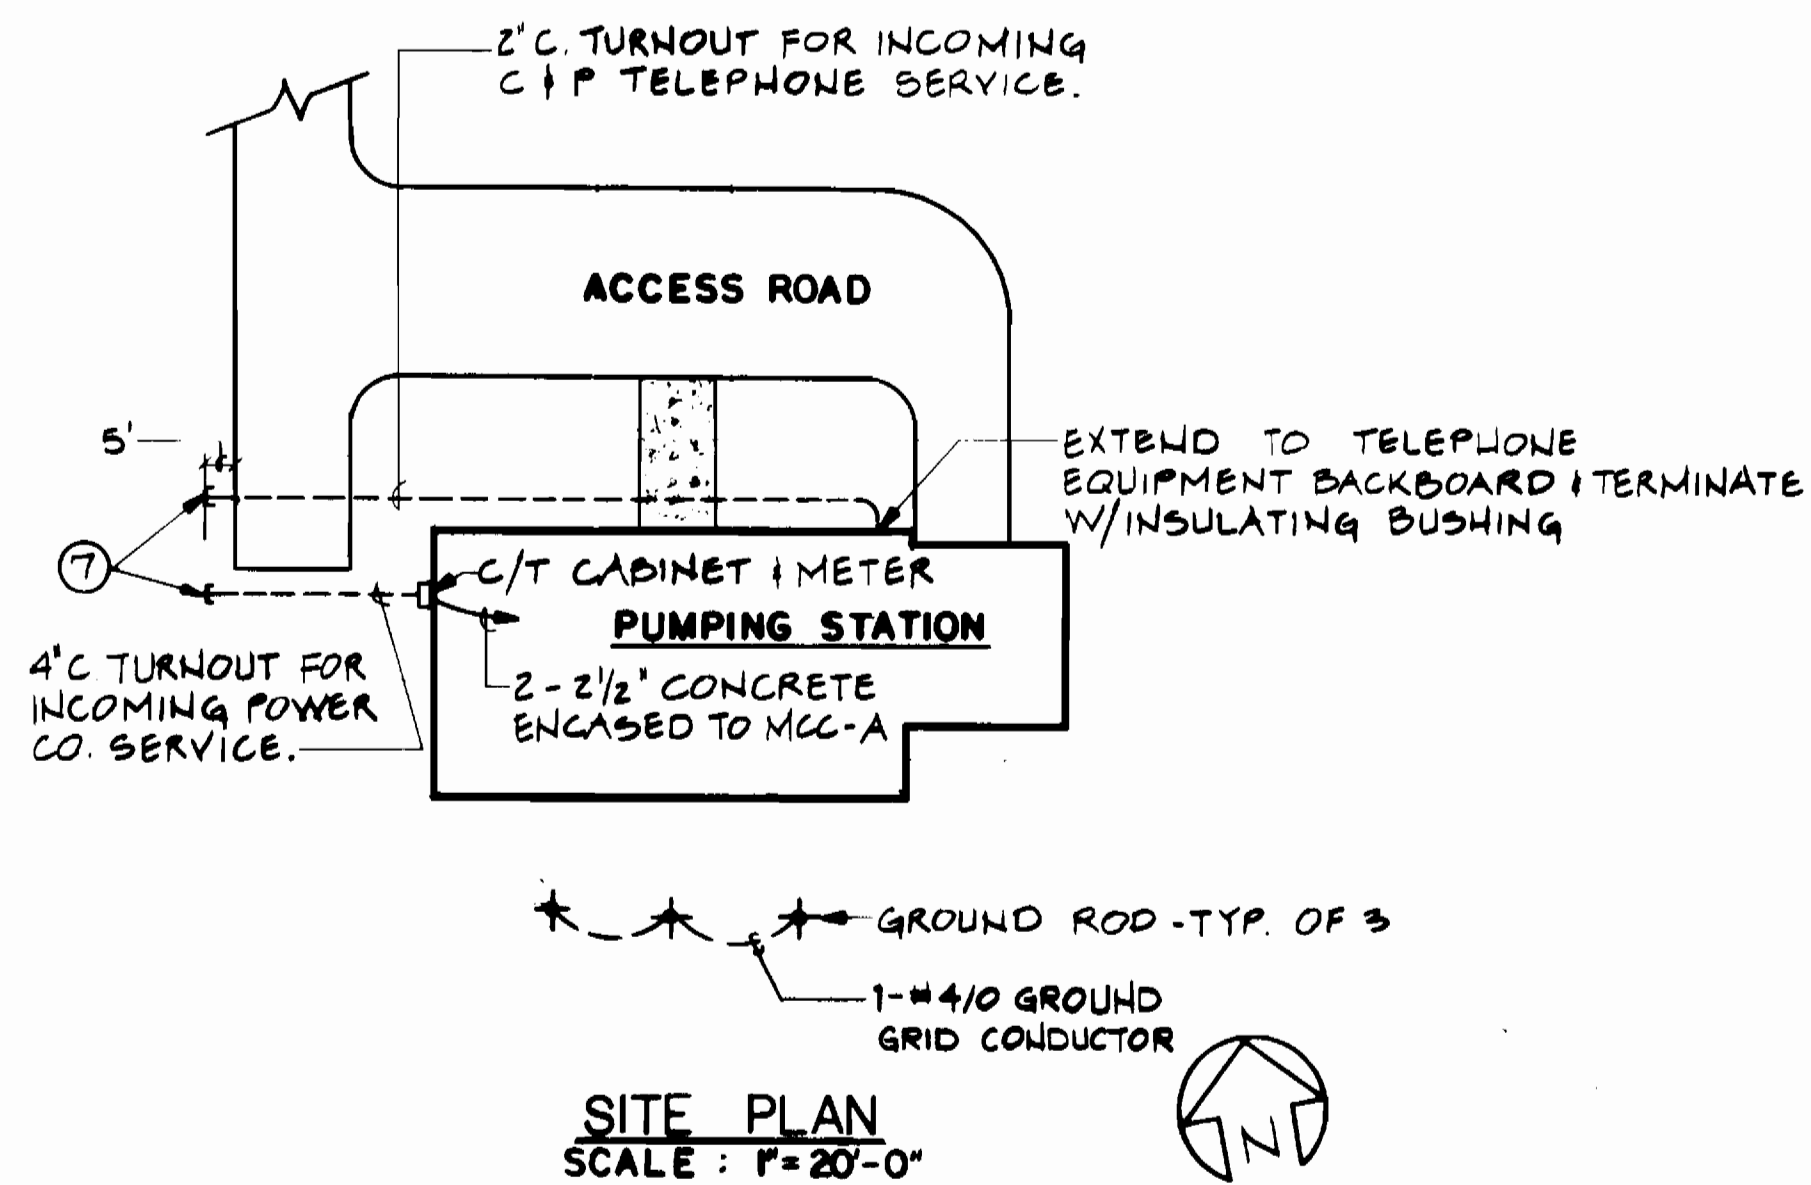 2" C. TURNOUT FOR INCOMING
C & P TELEPHONE SERVICE.
ACCESS ROAD
5'
EXTEND TO TELEPHONE
EQUIPMENT BACKBOARD & TERMINATE
W/INSULATING BUSHING
7
C/T CABINET & METER
PUMPING STATION
4"C. TURNOUT FOR
INCOMING POWER
CO. SERVICE.
2-2 1/2" CONCRETE
ENCASED TO MCC-A
GROUND ROD - TYP. OF 3
1-#4/0 GROUND
GRID CONDUCTOR
SITE PLAN
SCALE : 1"= 20'-0"
N